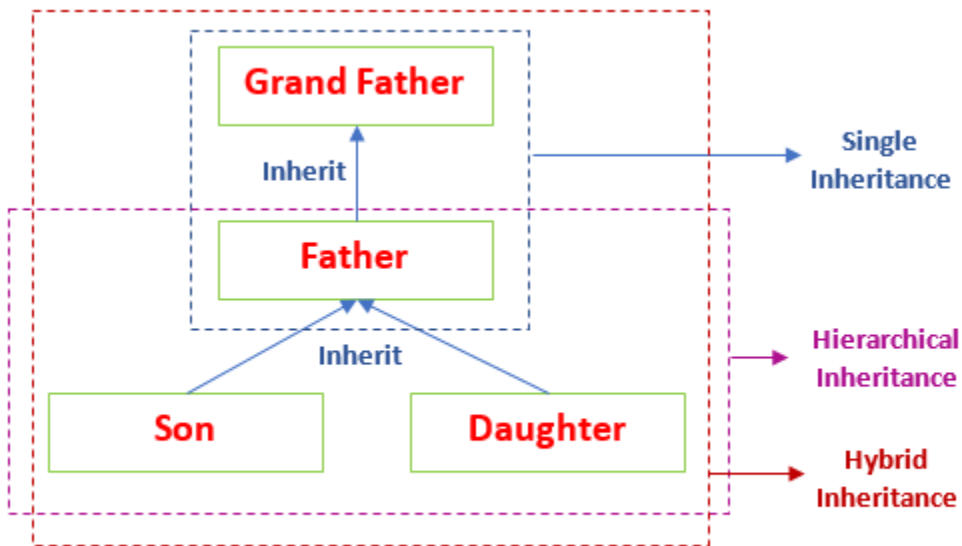 Grand Father
Single
Inheritance
Inherit
Father
Hierarchical
Inheritance
Inherit
Son
Daughter
Hybrid
Inheritance